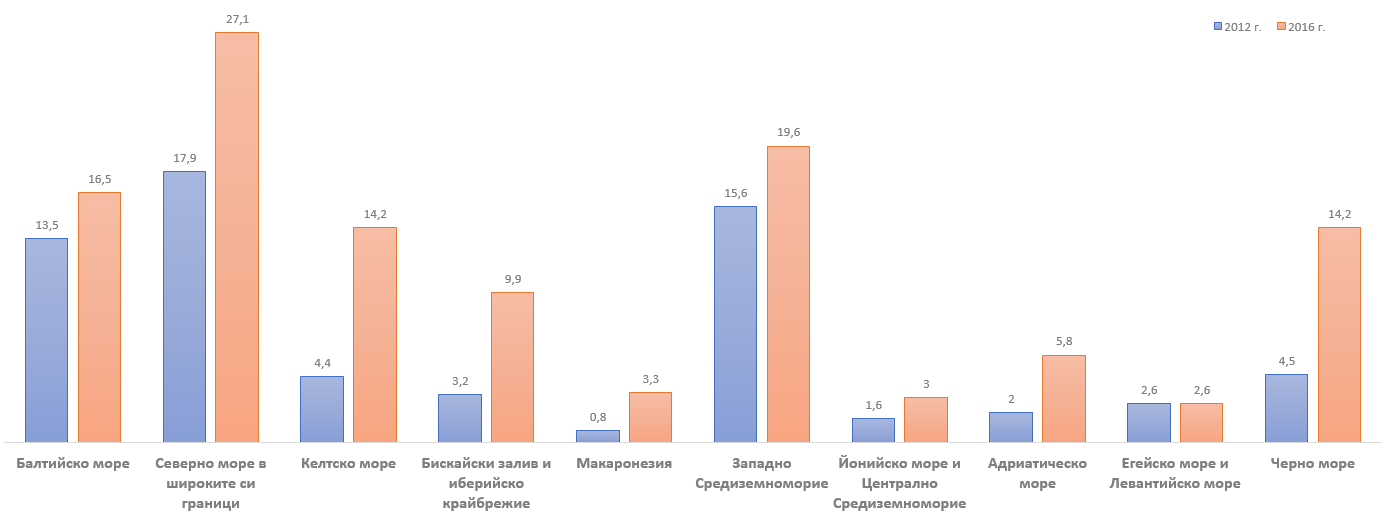 2012 г. 2016 г.
13,5 16,5
17,9 27,1
4,4 14,2
3,2 9,9
0,8 3,3
15,6 19,6
1,6 3
2 5,8
2,6 2,6
4,5 14,2
Балтийско море
Северно море в
широките си
граници
Келтско море
Бискайски залив и
иберийско
крайбрежие
Макаронезия
Западно
Средиземноморие
Йонийско море и
Централно
Средиземноморие
Адриатическо
море
Егейско море и
Левантийско море
Черно море